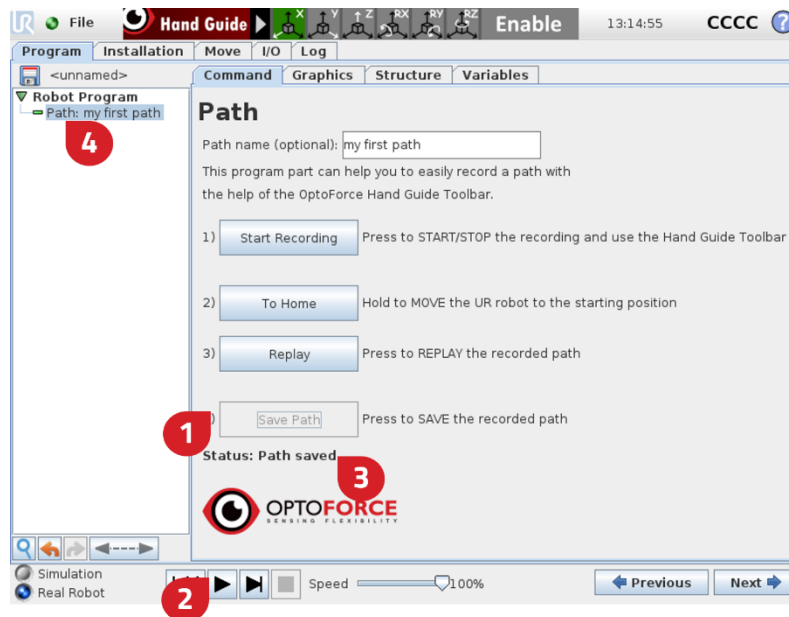 UR File Hand Guide X Y Z RX RY RZ Enable 13:14:55 CCCC ?
Program Installation Move I/O Log
<unnamed> Command Graphics Structure Variables
Robot Program
Path: my first path
4
Path
Path name (optional): my first path
This program part can help you to easily record a path with
the help of the OptoForce Hand Guide Toolbar.
1) Start Recording Press to START/STOP the recording and use the Hand Guide Toolbar
2) To Home Hold to MOVE the UR robot to the starting position
3) Replay Press to REPLAY the recorded path
1 ) Save Path Press to SAVE the recorded path
Status: Path saved
3
OPTOFORCE
SENSING FLEXIBILITY
Simulation
Real Robot
2
Speed 100% Previous Next